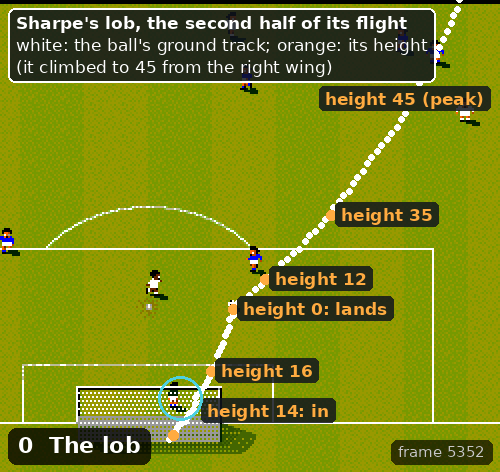 Sharpe's lob, the second half of its flight
white: the ball's ground track; orange: its height
(it climbed to 45 from the right wing)
height 45 (peak)
height 35
height 12
height 0: lands
height 16
height 14: in
0 The lob
frame 5352